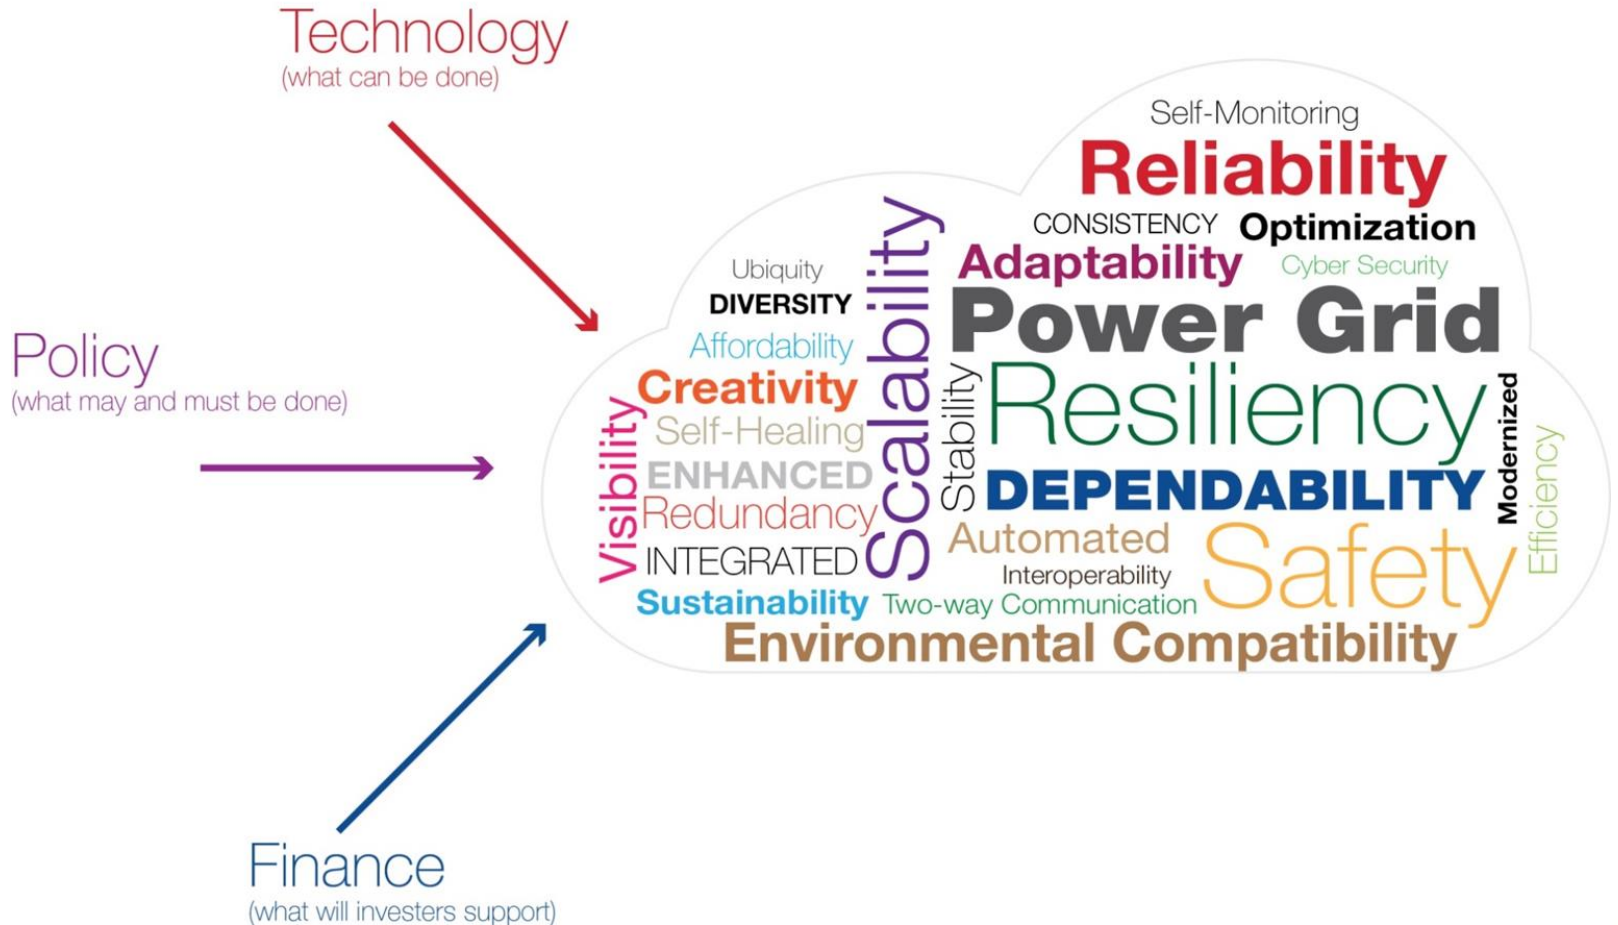 Technology
(what can be done)
Policy
(what may and must be done)
Finance
(what will investers support)
Self-Monitoring
Reliability
CONSISTENCY Optimization
Adaptability Cyber Security
Power Grid
Ubiquity
DIVERSITY
Affordability
Creativity
Self-Healing
ENHANCED
Redundancy
INTEGRATED
Visibility
Scalability
Stability
Resiliency
DEPENDABILITY
Modernized
Efficiency
Automated
Interoperability
Safety
Sustainability Two-way Communication
Environmental Compatibility